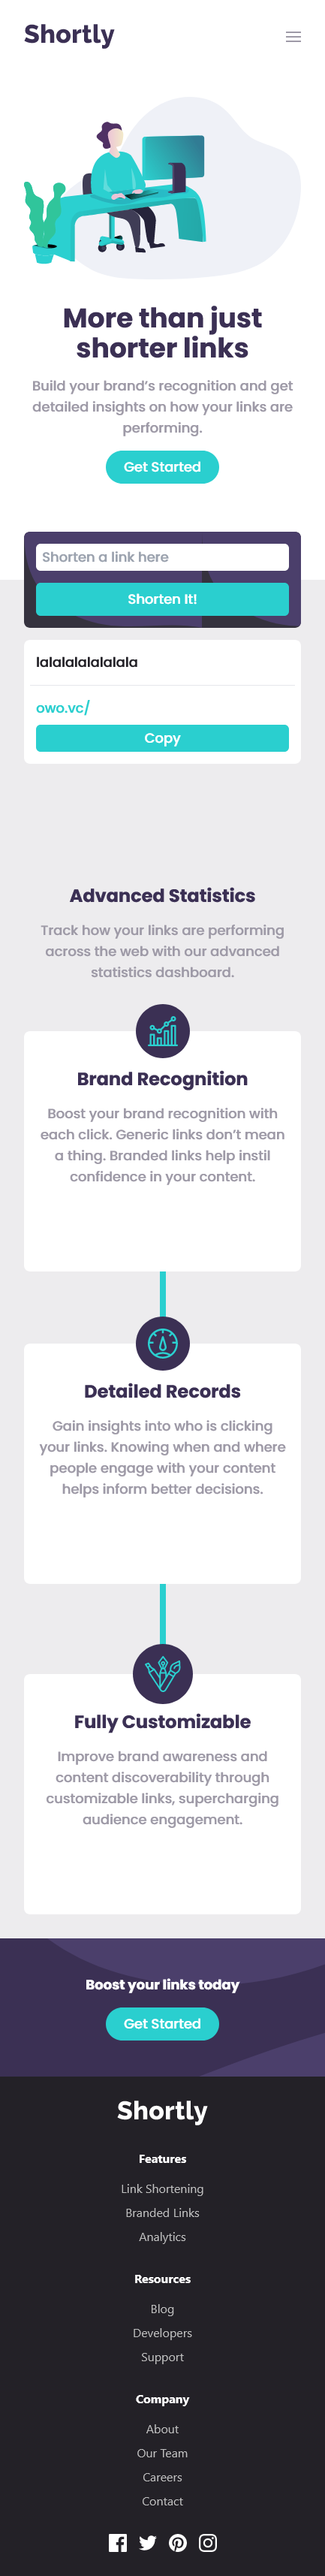 Shortly
More than just
shorter links
Build your brand’s recognition and get
detailed insights on how your links are
performing.
Get Started
Shorten a link here
Shorten It!
lalalalalalalala
owo.vc/
Copy
Advanced Statistics
Track how your links are performing
across the web with our advanced
statistics dashboard.
Brand Recognition
Boost your brand recognition with
each click. Generic links don’t mean
a thing. Branded links help instil
confidence in your content.
Detailed Records
Gain insights into who is clicking
your links. Knowing when and where
people engage with your content
helps inform better decisions.
Fully Customizable
Improve brand awareness and
content discoverability through
customizable links, supercharging
audience engagement.
Boost your links today
Get Started
Shortly
Features
Link Shortening
Branded Links
Analytics
Resources
Blog
Developers
Support
Company
About
Our Team
Careers
Contact